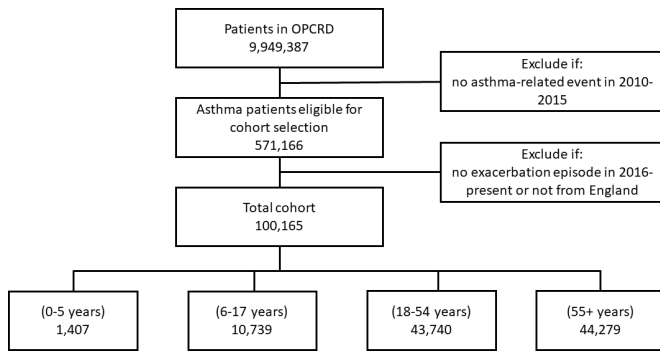 Patients in OPCRD
9,949,387
Exclude if:
no asthma-related event in 2010-
2015
Asthma patients eligible for
cohort selection
571,166
Exclude if:
no exacerbation episode in 2016-
present or not from England
Total cohort
100,165
(0-5 years)
1,407
(6-17 years)
10,739
(18-54 years)
43,740
(55+ years)
44,279